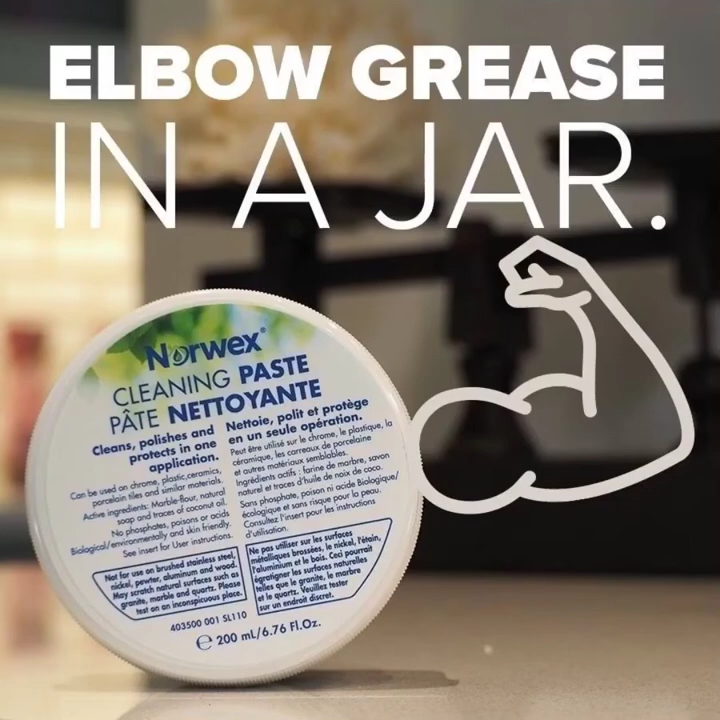 ELBOW GREASE
IN A JAR.
Norwex®
CLEANING PASTE
PÂTE NETTOYANTE
Cleans, polishes and
protects in one
application.
Can be used on chrome, plastic, ceramics,
porcelain tiles and similar materials.
Active ingredients: Marble-flour, natural
soap and traces of coconut oil.
No phosphates, poisons or acids
Biological/environmentally and skin friendly.
See insert for User instructions.
Nettoie, polit et protège
en un seule opération.
Peut être utilisé sur le chrome, le plastique, la
céramique, les carreaux de porcelaine
et autres matériaux semblables.
Ingrédients actifs : farine de marbre, savon
naturel et traces d'huile de noix de coco.
Sans phosphate, poison ni acide Biologique/
écologique et sans risque pour la peau.
Consultez l'insert pour les instructions
d'utilisation.
Not for use on brushed stainless steel,
nickel, pewter, aluminum and wood.
May scratch natural surfaces such as
granite, marble and quartz. Please
test on an inconspicuous place.
Ne pas utiliser sur les surfaces
métalliques brossées, le nickel, l'étain,
l'aluminium et le bois. Ceci pourrait
égratigner les surfaces naturelles
telles que le granite, le marbre
et le quartz. Veuillez tester
sur un endroit discret.
403500 001 SL110
℮ 200 mL/6.76 Fl.Oz.